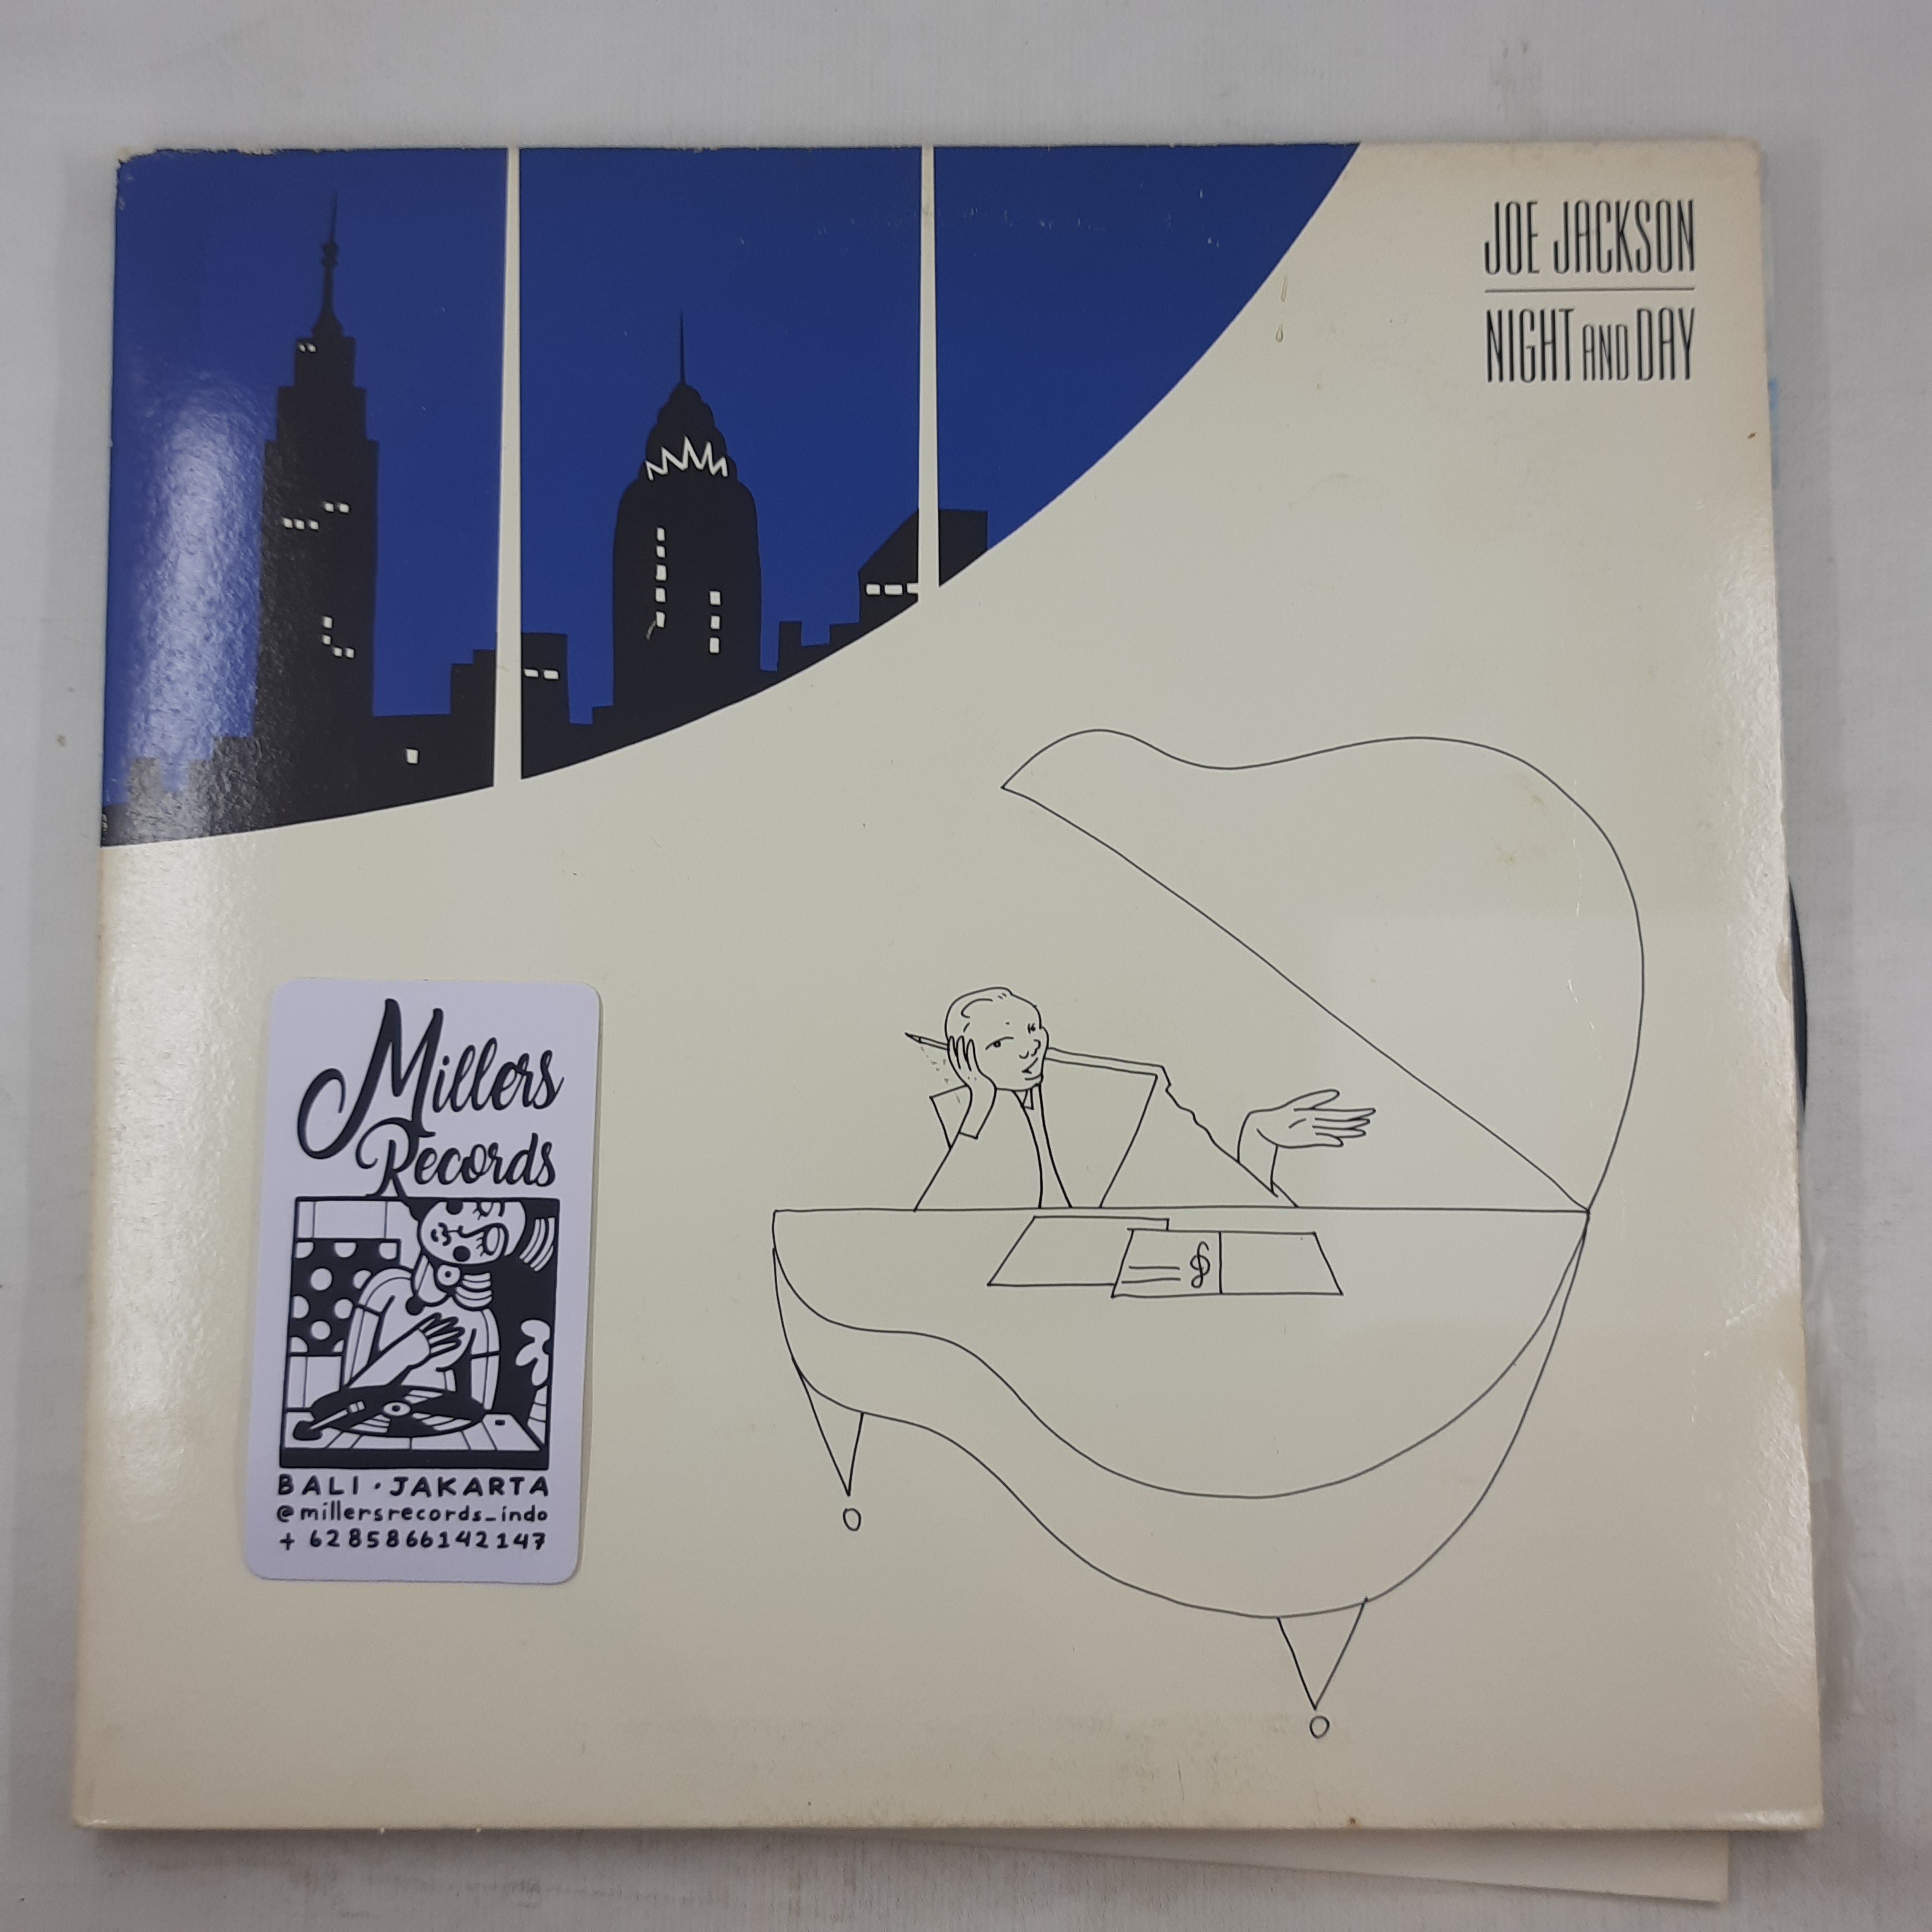 JOE JACKSON
NIGHT AND DAY
Millers
Records
BALI · JAKARTA
@millersrecords_indo
+ 6285866142147